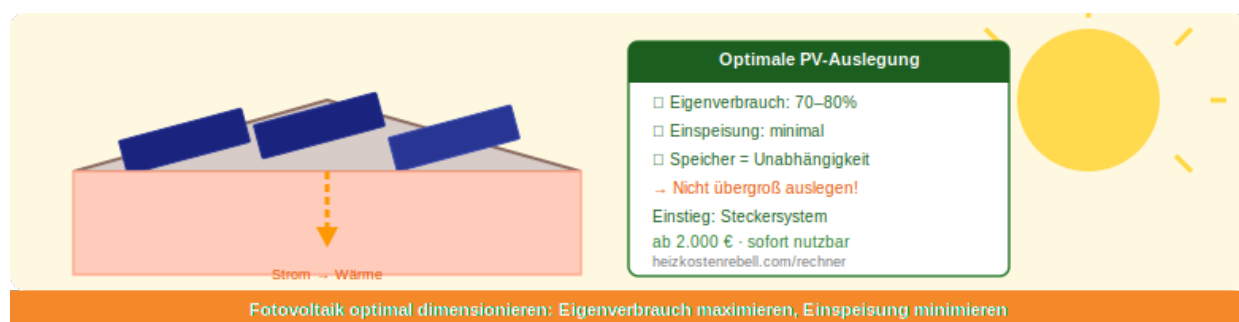 Optimale PV-Auslegung
□ Eigenverbrauch: 70–80%
□ Einspeisung: minimal
□ Speicher = Unabhängigkeit
→ Nicht übergroß auslegen!
Einstieg: Steckersystem
ab 2.000 € · sofort nutzbar
heizkostenrebell.com/rechner
Strom → Wärme
Fotovoltaik optimal dimensionieren: Eigenverbrauch maximieren, Einspeisung minimieren